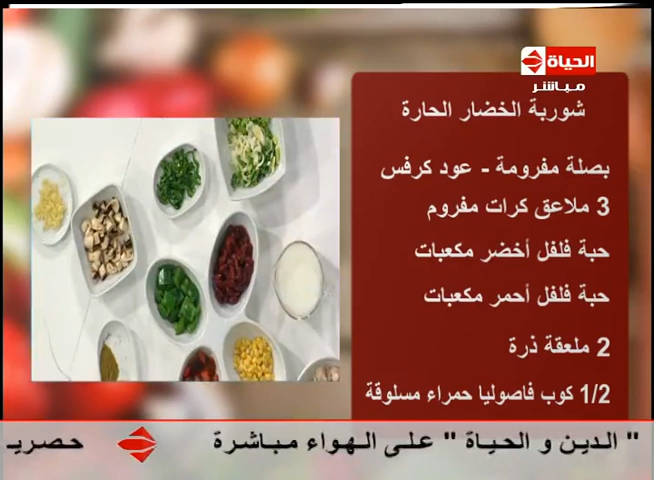 الحياة
مباشر
شوربة الخضار الحارة
بصلة مفرومة - عود كرفس
3 ملاعق كرات مفروم
حبة فلفل أخضر مكعبات
حبة فلفل أحمر مكعبات
2 ملعقة ذرة
1/2 كوب فاصوليا حمراء مسلوقة
" الدين و الحياة " على الهواء مباشرة
حصريـ